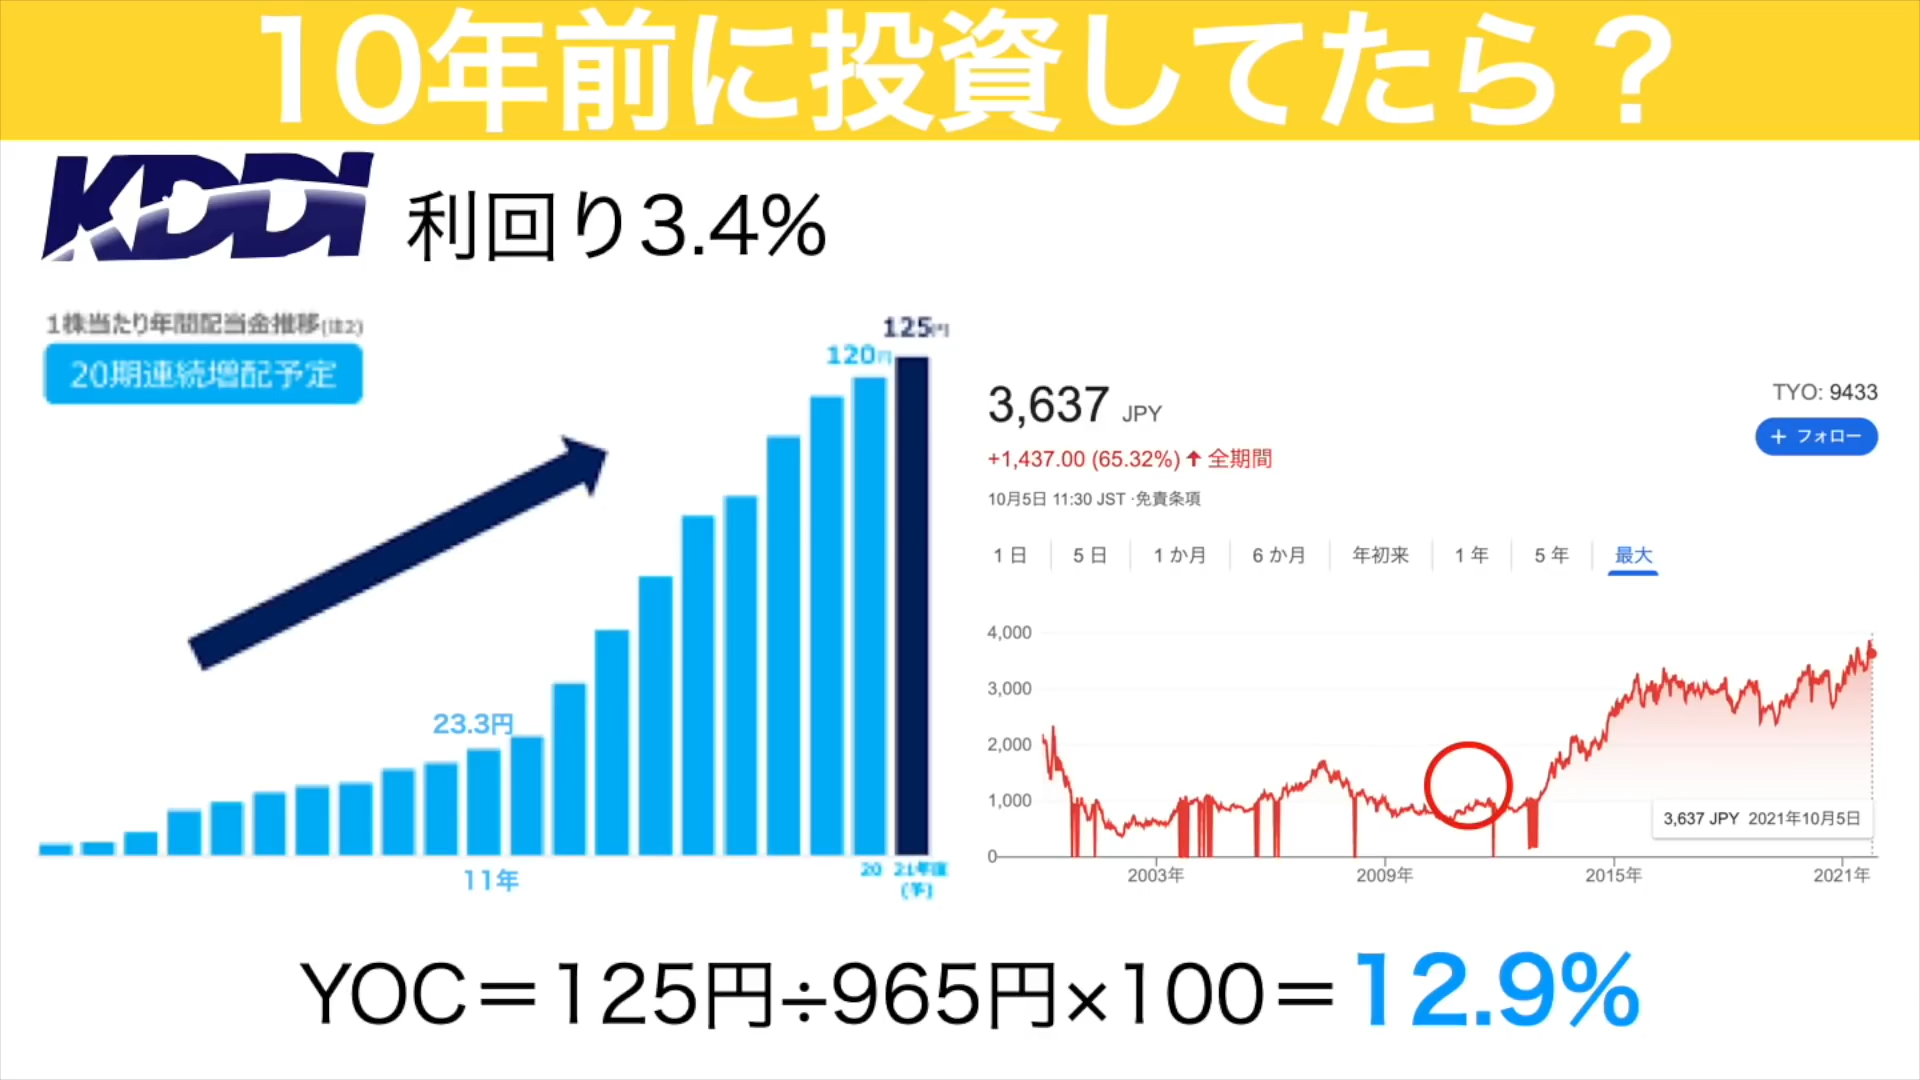 10年前に投資してたら？
KDDI 利回り3.4%
1株当たり年間配当金推移(注2)
20期連続増配予定
125円
120円
23.3円
11年
20 21年度
(予)
3,637 JPY
TYO: 9433
+ フォロー
+1,437.00 (65.32%) ↑ 全期間
10月5日 11:30 JST ·免責条項
1日 5日 1か月 6か月 年初来 1年 5年 最大
4,000
3,000
2,000
1,000
0
3,637 JPY 2021年10月5日
2003年 2009年 2015年 2021年
YOC＝125円÷965円×100＝12.9%